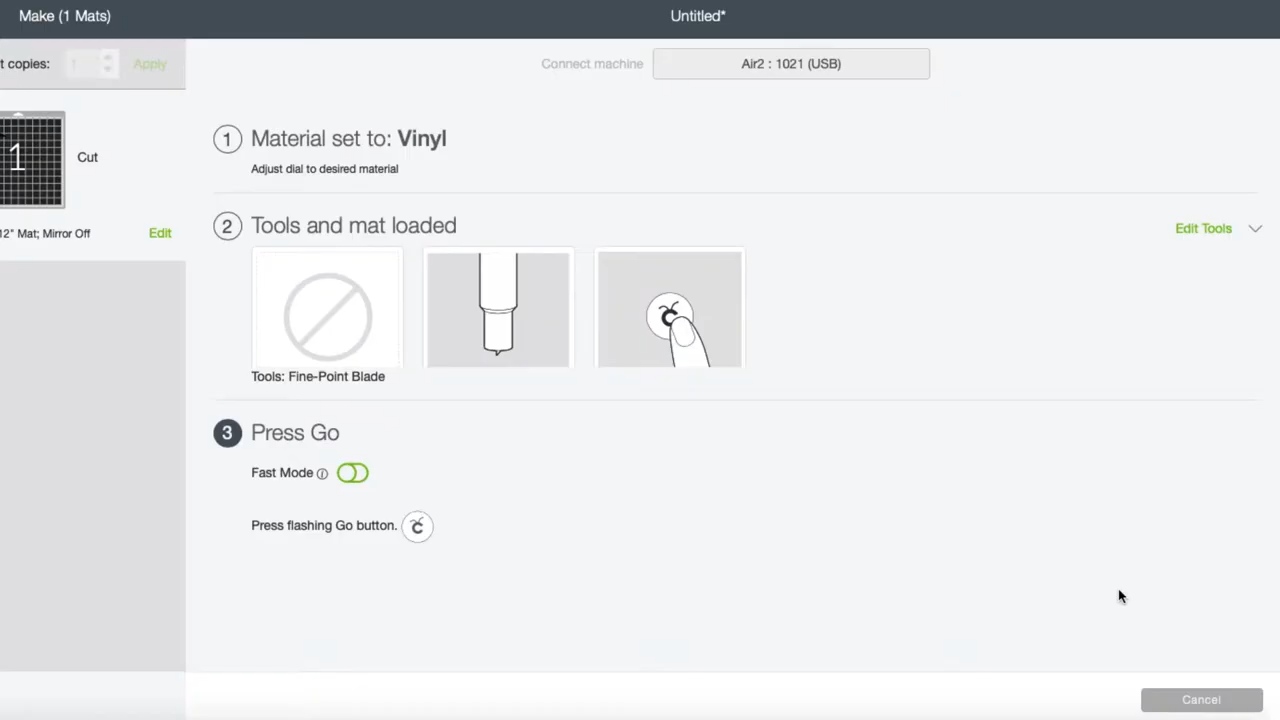 Make (1 Mats)
Untitled*
t copies: 1 Apply
Connect machine Air2 : 1021 (USB)
1 Material set to: Vinyl
Adjust dial to desired material
1 Cut
12" Mat; Mirror Off Edit
2 Tools and mat loaded
Edit Tools
Tools: Fine-Point Blade
3 Press Go
Fast Mode
Press flashing Go button.
Cancel